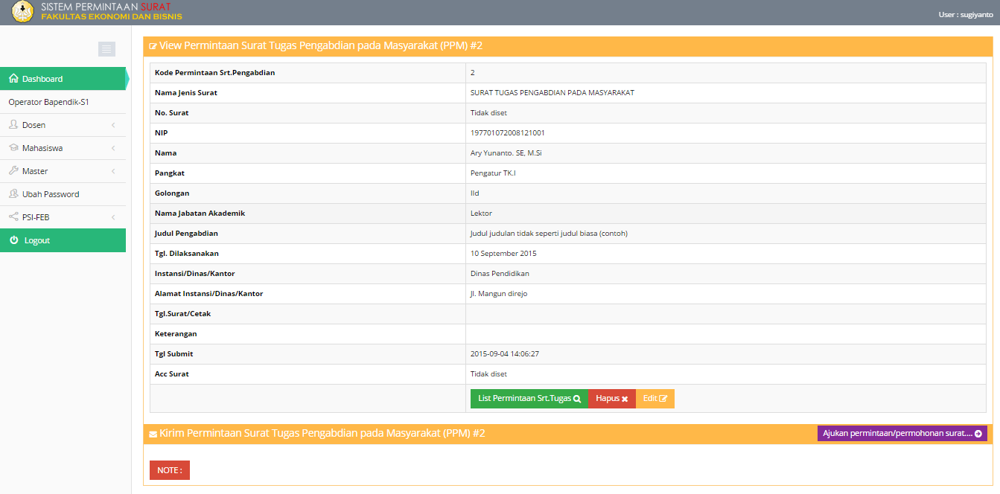 SISTEM PERMINTAAN SURAT
FAKULTAS EKONOMI DAN BISNIS
User : sugiyanto
Dashboard
Operator Bapendik-S1
Dosen
Mahasiswa
Master
Ubah Password
PSI-FEB
Logout
View Permintaan Surat Tugas Pengabdian pada Masyarakat (PPM) #2
Kode Permintaan Srt.Pengabdian 2
Nama Jenis Surat SURAT TUGAS PENGABDIAN PADA MASYARAKAT
No. Surat Tidak diset
NIP 197701072008121001
Nama Ary Yunanto. SE, M.Si
Pangkat Pengatur TK.I
Golongan IId
Nama Jabatan Akademik Lektor
Judul Pengabdian Judul judulan tidak seperti judul biasa (contoh)
Tgl. Dilaksanakan 10 September 2015
Instansi/Dinas/Kantor Dinas Pendidikan
Alamat Instansi/Dinas/Kantor Jl. Mangun direjo
Tgl.Surat/Cetak
Keterangan
Tgl Submit 2015-09-04 14:06:27
Acc Surat Tidak diset
List Permintaan Srt.Tugas Hapus Edit
Kirim Permintaan Surat Tugas Pengabdian pada Masyarakat (PPM) #2
Ajukan permintaan/permohonan surat....
NOTE :